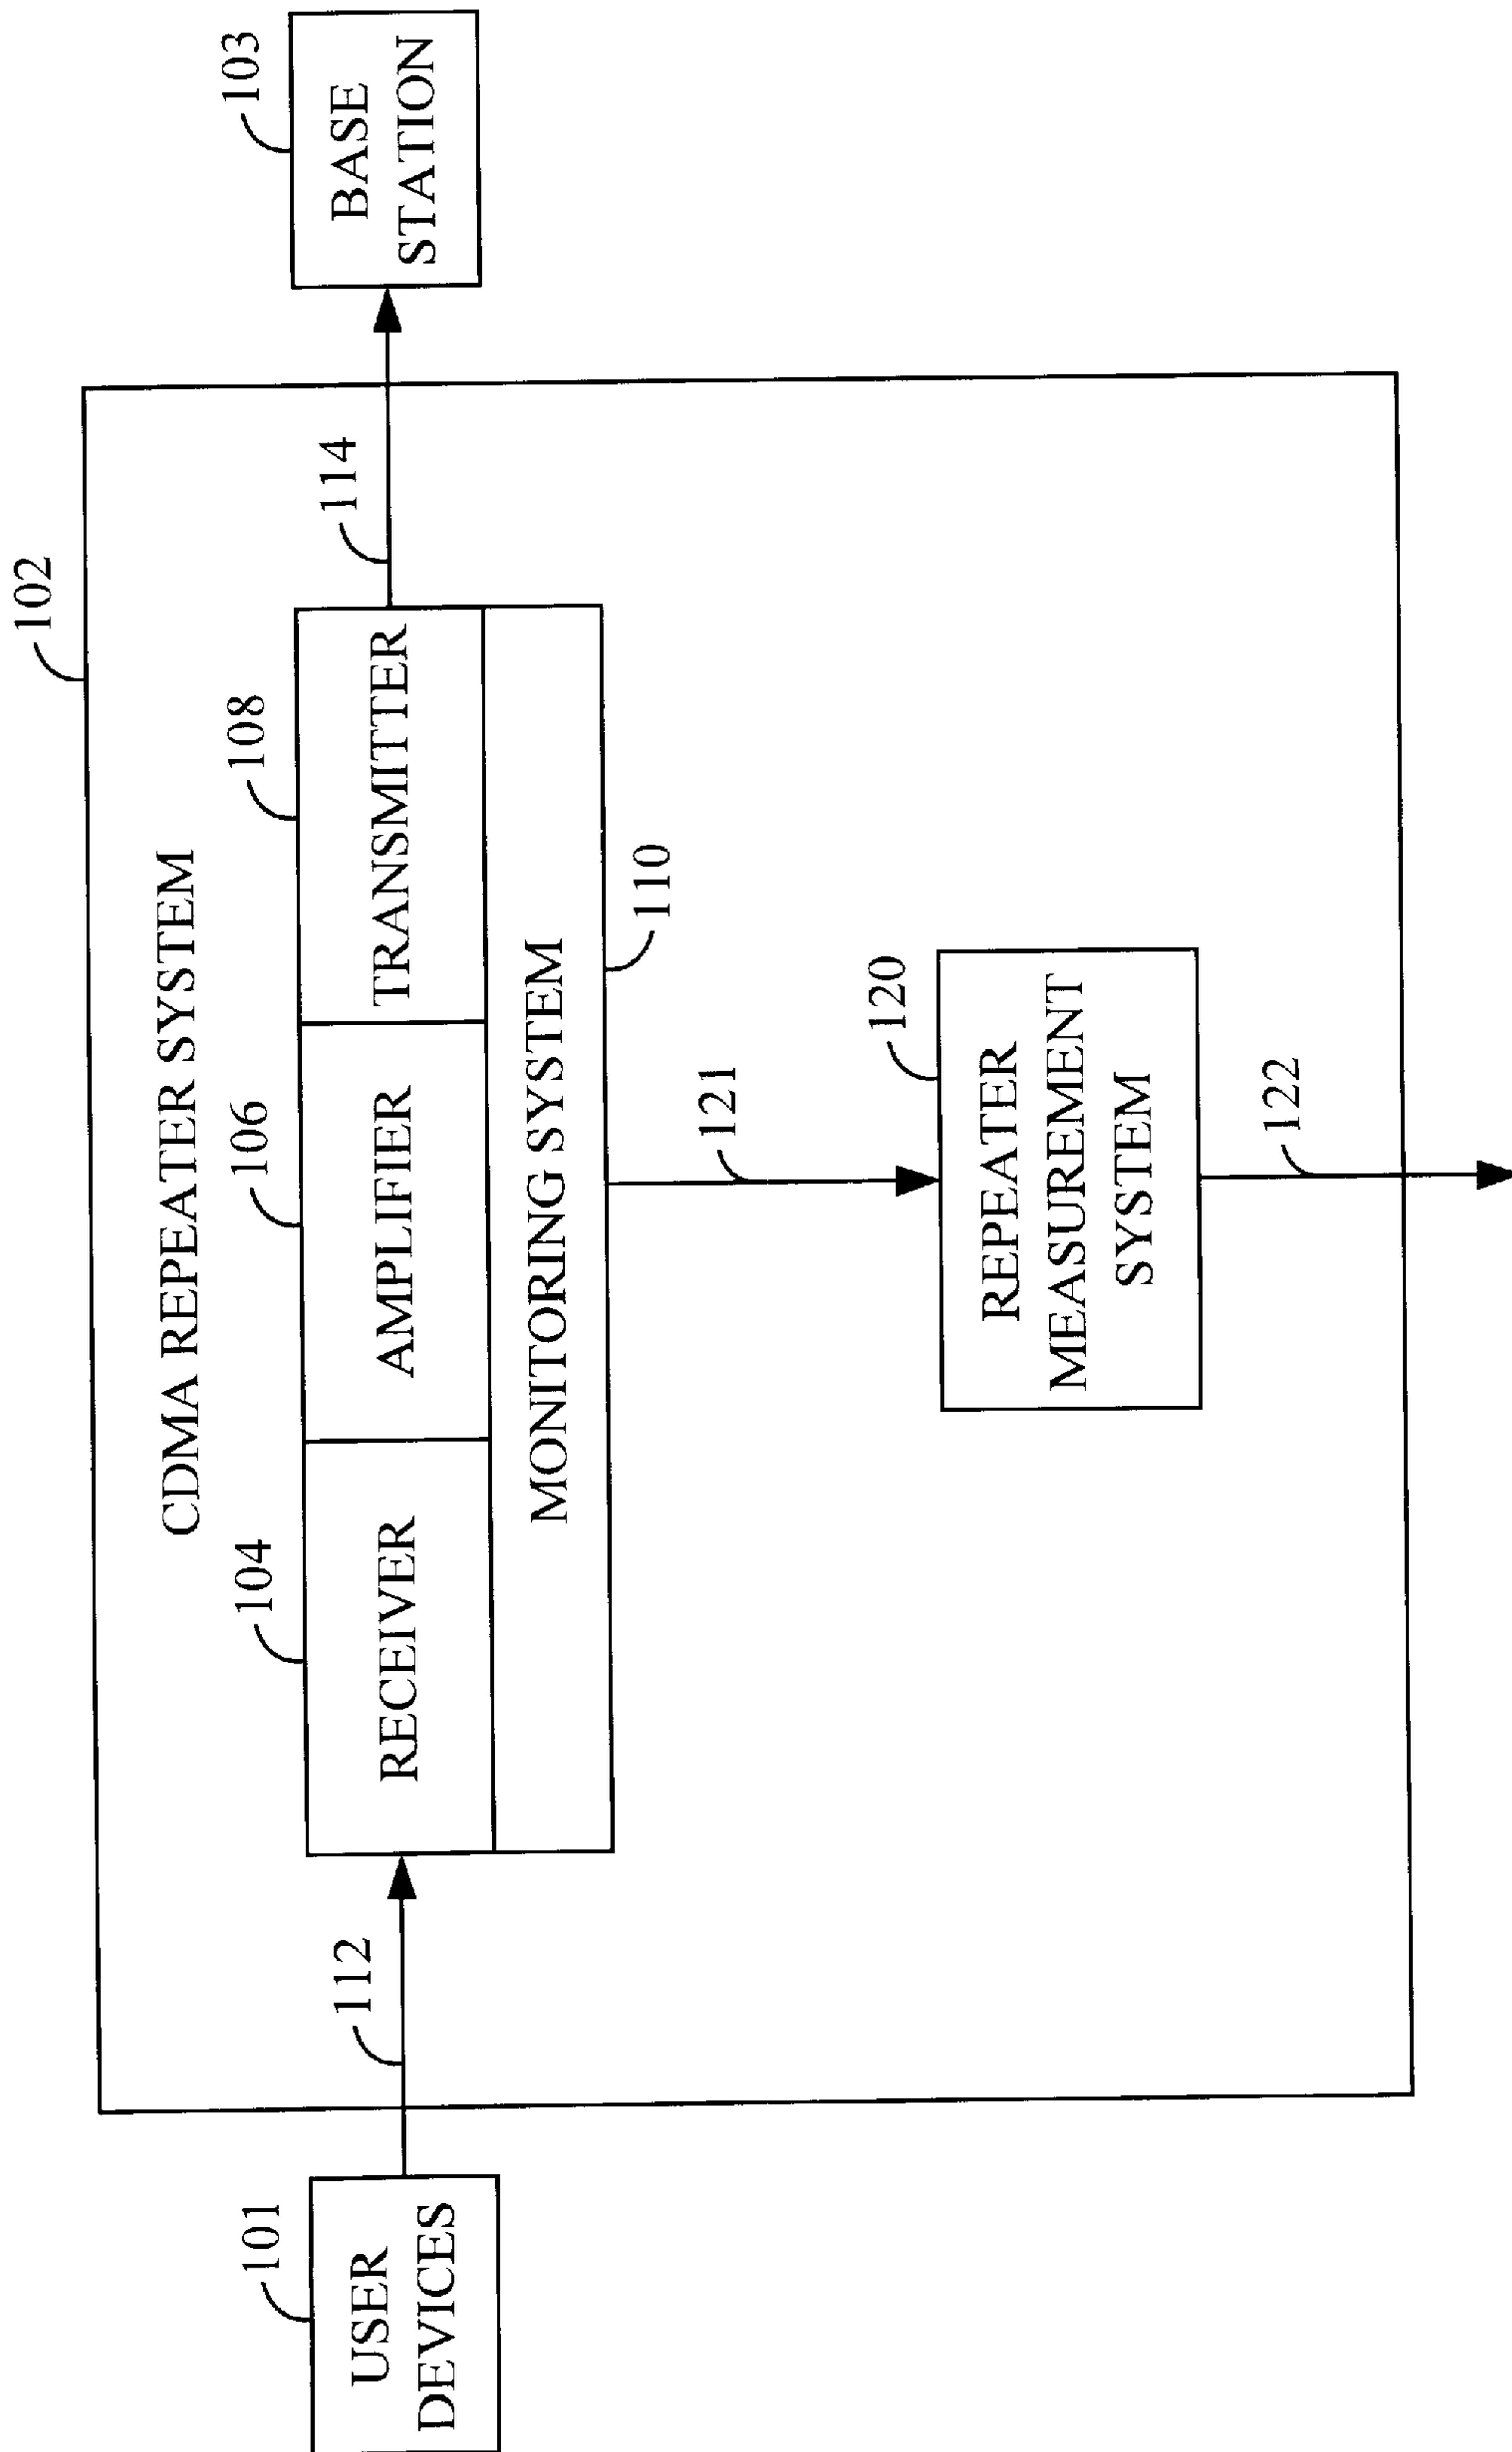 102
CDMA REPEATER SYSTEM
101
USER
DEVICES
112
104
RECEIVER
106
AMPLIFIER
108
TRANSMITTER
114
103
BASE
STATION
MONITORING SYSTEM
110
121
120
REPEATER
MEASUREMENT
SYSTEM
122